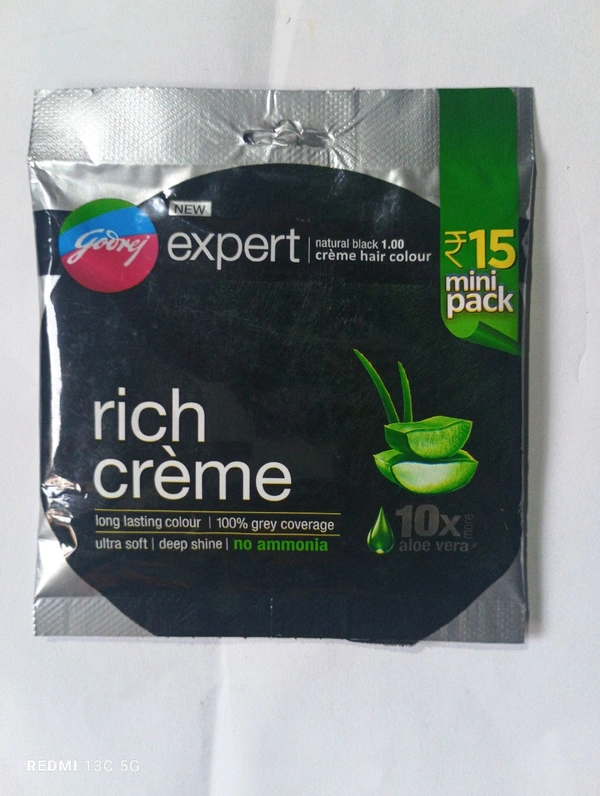 NEW
Godrej
expert
natural black 1.00
crème hair colour
₹15
mini
pack
rich
crème
long lasting colour | 100% grey coverage
ultra soft | deep shine | no ammonia
10x more
aloe vera*
REDMI 13C 5G